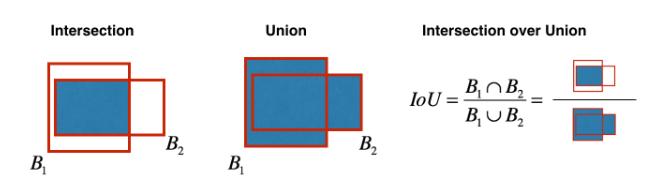 Intersection
Union
Intersection over Union
B₁
B₂
B₁
B₂
IoU = B₁ ∩ B₂ / B₁ ∪ B₂ =